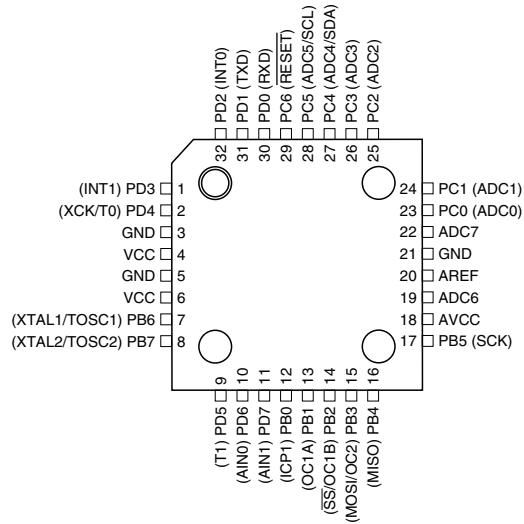 32 PD2 (INT0)
31 PD1 (TXD)
30 PD0 (RXD)
29 PC6 (RESET)
28 PC5 (ADC5/SCL)
27 PC4 (ADC4/SDA)
26 PC3 (ADC3)
25 PC2 (ADC2)
(INT1) PD3 1
(XCK/T0) PD4 2
GND 3
VCC 4
GND 5
VCC 6
(XTAL1/TOSC1) PB6 7
(XTAL2/TOSC2) PB7 8
24 PC1 (ADC1)
23 PC0 (ADC0)
22 ADC7
21 GND
20 AREF
19 ADC6
18 AVCC
17 PB5 (SCK)
(T1) PD5 9
(AIN0) PD6 10
(AIN1) PD7 11
(ICP1) PB0 12
(OC1A) PB1 13
(SS/OC1B) PB2 14
(MOSI/OC2) PB3 15
(MISO) PB4 16